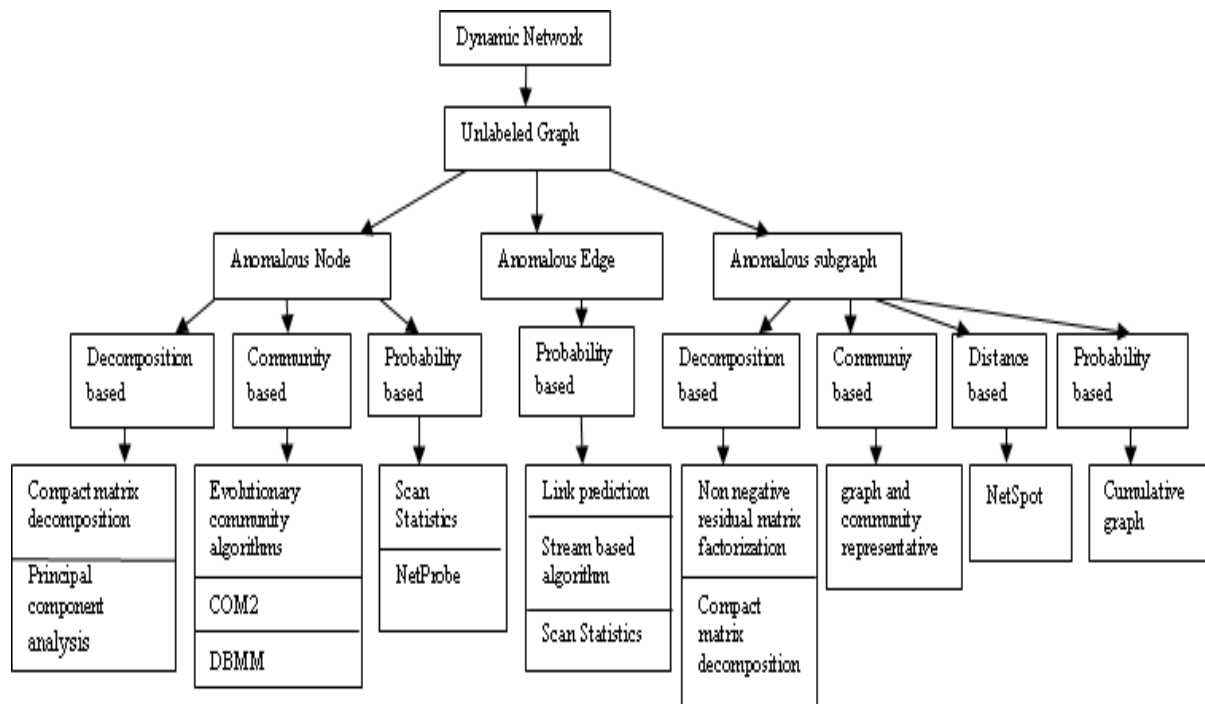 Dynamic Network
Unlabeled Graph
Anomalous Node
Anomalous Edge
Anomalous subgraph
Decomposition
based
Community
based
Probability
based
Probability
based
Decomposition
based
Communiy
based
Distance
based
Probability
based
Compact matrix
decomposition
Principal
component
analysis
Evolutionary
community
algorithms
COM2
DBMM
Scan
Statistics
NetProbe
Link prediction
Stream based
algorithm
Scan Statistics
Non negative
residual matrix
factorization
Compact
matrix
decomposition
graph and
community
representative
NetSpot
Cumulative
graph